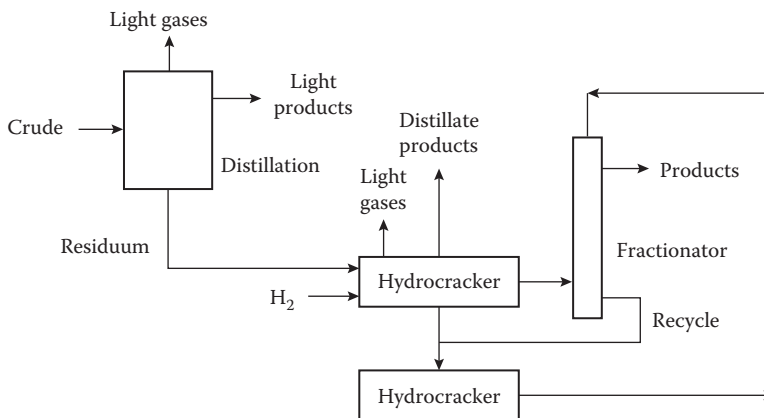 Light gases
Light
products
Crude
Distillation
Distillate
products
Light
gases
Products
Residuum
Fractionator
Hydrocracker
H2
Recycle
Hydrocracker